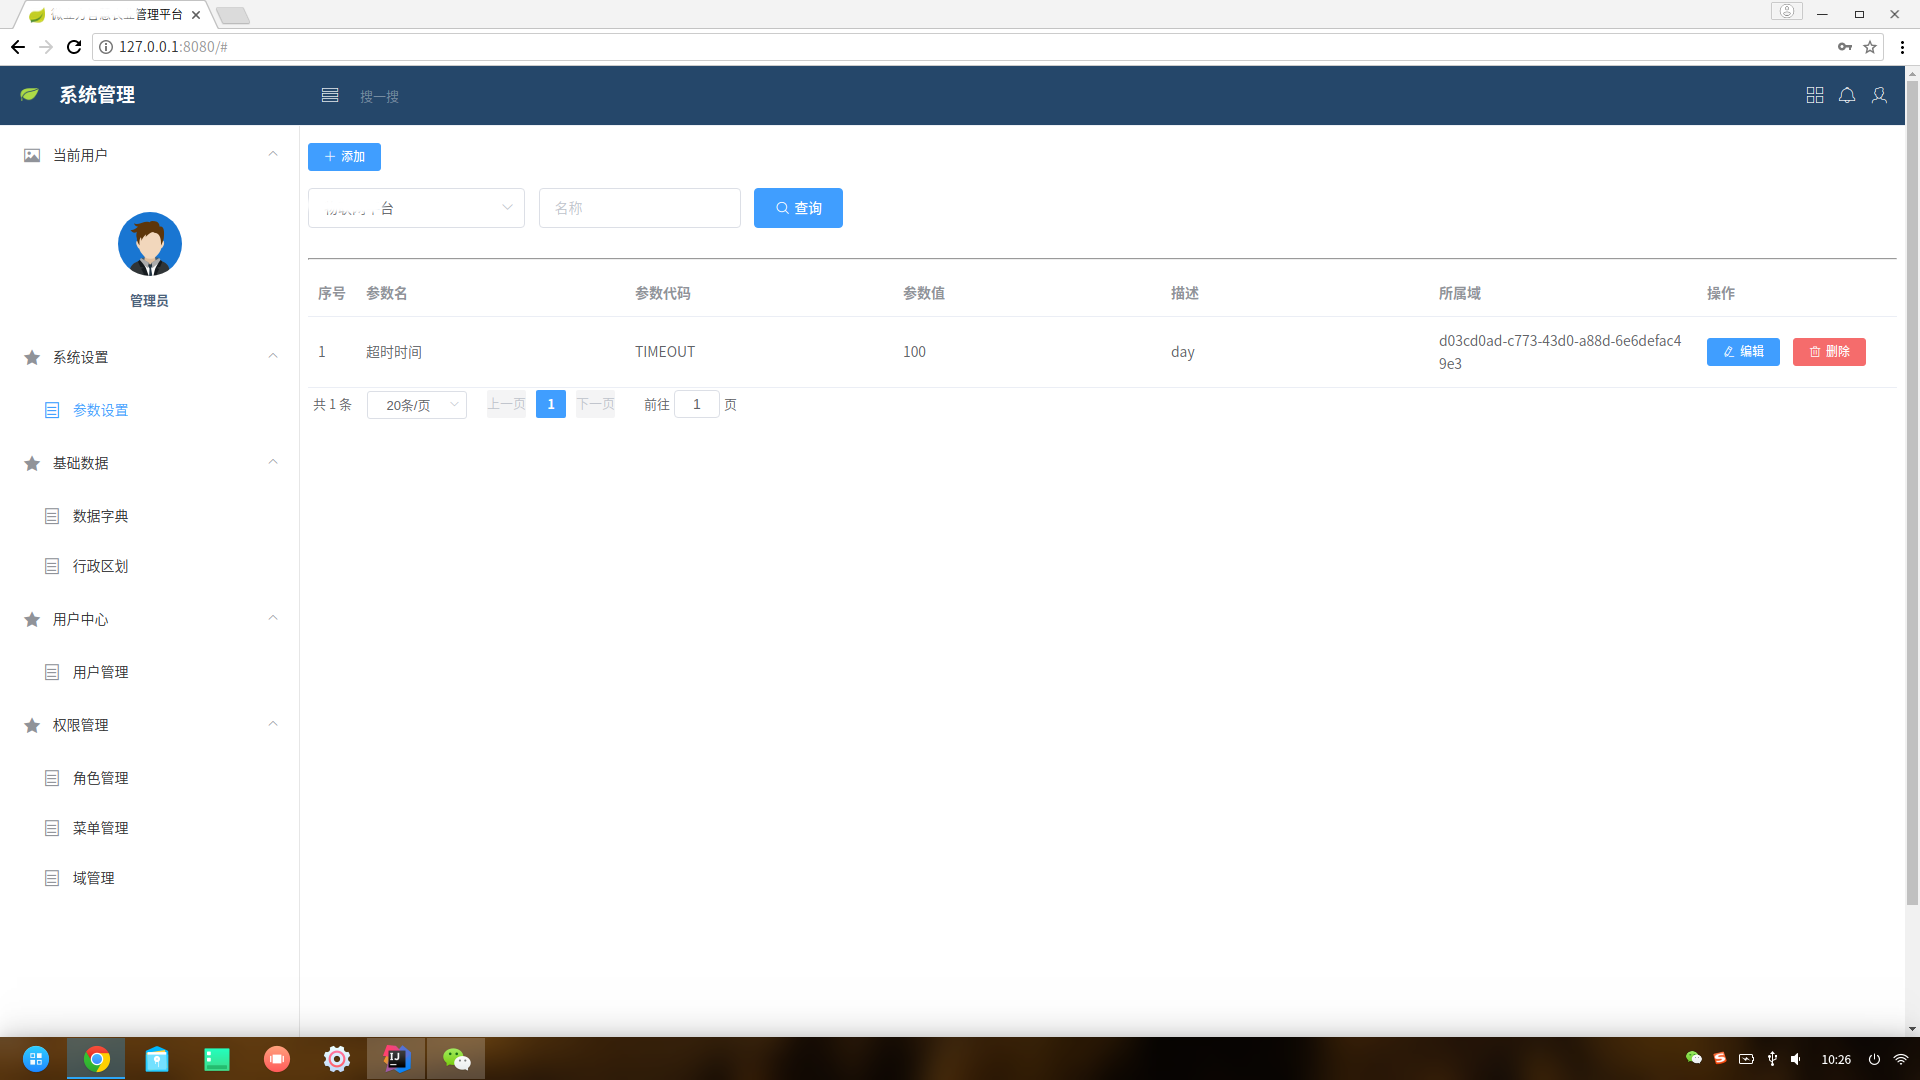 管理平台
127.0.0.1:8080/#
系统管理
搜一搜
当前用户
管理员
系统设置
参数设置
基础数据
数据字典
行政区划
用户中心
用户管理
权限管理
角色管理
菜单管理
域管理
添加
台
名称
查询
序号 参数名 参数代码 参数值 描述 所属域 操作
1 超时时间 TIMEOUT 100 day d03cd0ad-c773-43d0-a88d-6e6defac4
9e3
编辑 删除
共 1 条 20条/页 上一页 1 下一页 前往 1 页
IJ
10:26